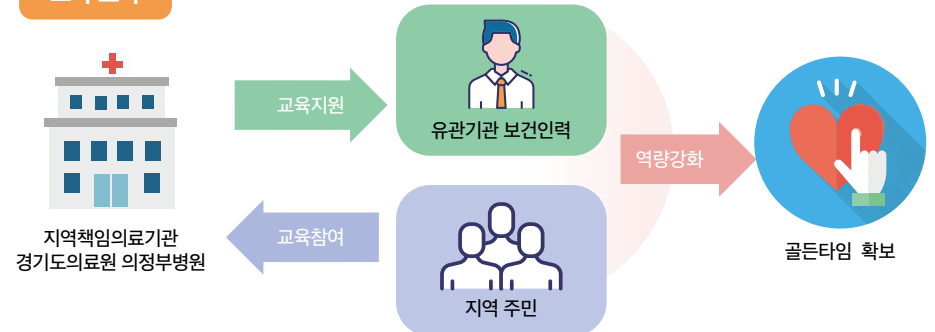 교육지원
유관기관 보건인력
역량강화
지역책임의료기관
경기도의료원 의정부병원
교육참여
지역 주민
골든타임 확보